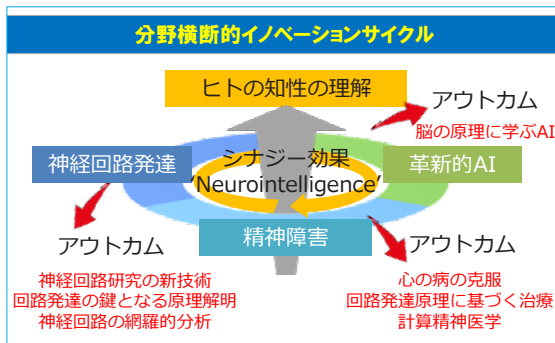 分野横断的イノベーションサイクル
ヒトの知性の理解
アウトカム
脳の原理に学ぶAI
神経回路発達
シナジー効果
'Neurointelligence'
革新的AI
精神障害
アウトカム
神経回路研究の新技術
回路発達の鍵となる原理解明
神経回路の網羅的分析
アウトカム
心の病の克服
回路発達原理に基づく治療
計算精神医学